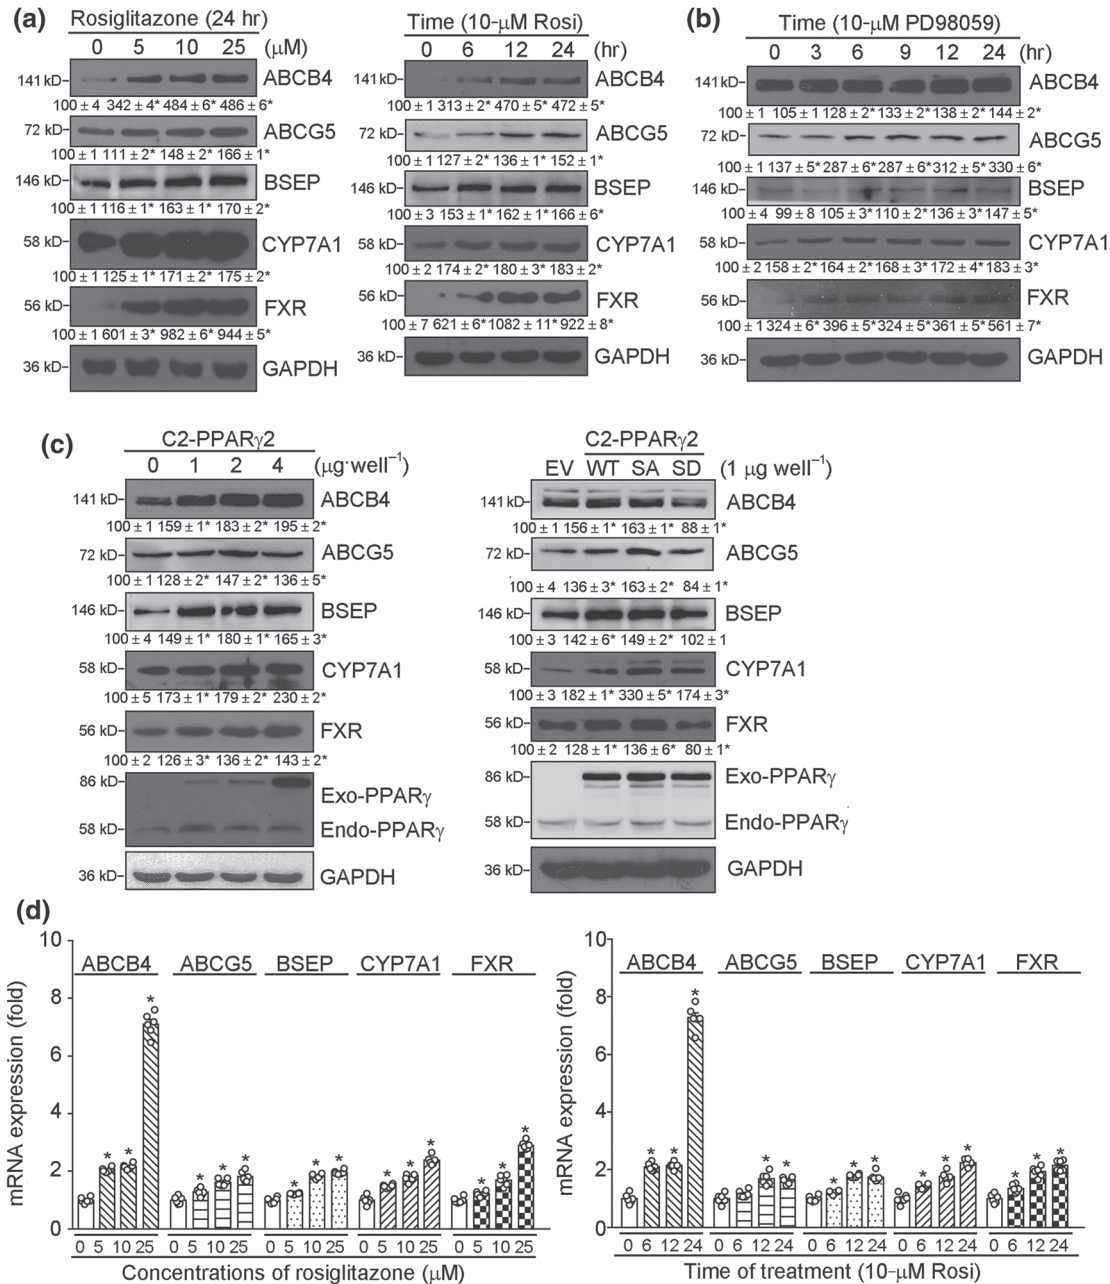 (a)
Rosiglitazone (24 hr)
0 5 10 25 (μM)
141 kD– ABCB4
100 ± 4 342 ± 4* 484 ± 6* 486 ± 6*
72 kD– ABCG5
100 ± 1 111 ± 2* 148 ± 2* 166 ± 1*
146 kD– BSEP
100 ± 1 116 ± 1* 163 ± 1* 170 ± 2*
58 kD– CYP7A1
100 ± 1 125 ± 1* 171 ± 2* 175 ± 2*
56 kD– FXR
100 ± 1 601 ± 3* 982 ± 6* 944 ± 5*
36 kD– GAPDH
Time (10-μM Rosi)
0 6 12 24 (hr)
141 kD– ABCB4
100 ± 1 313 ± 2* 470 ± 5* 472 ± 5*
72 kD– ABCG5
100 ± 1 127 ± 2* 136 ± 1* 152 ± 1*
146 kD– BSEP
100 ± 3 153 ± 1* 162 ± 1* 166 ± 6*
58 kD– CYP7A1
100 ± 2 174 ± 2* 180 ± 3* 183 ± 2*
56 kD– FXR
100 ± 7 621 ± 6* 1082 ± 11* 922 ± 8*
36 kD– GAPDH
(b)
Time (10-μM PD98059)
0 3 6 9 12 24 (hr)
141 kD– ABCB4
100 ± 1 105 ± 1 128 ± 2* 133 ± 2* 138 ± 2* 144 ± 2*
72 kD– ABCG5
100 ± 1 137 ± 5* 287 ± 6* 287 ± 6* 312 ± 5* 330 ± 6*
146 kD– BSEP
100 ± 4 99 ± 8 105 ± 3* 110 ± 2* 136 ± 3* 147 ± 5*
58 kD– CYP7A1
100 ± 2 158 ± 2* 164 ± 2* 168 ± 3* 172 ± 4* 183 ± 3*
56 kD– FXR
100 ± 1 324 ± 6* 396 ± 5* 324 ± 5* 361 ± 5* 561 ± 7*
36 kD– GAPDH
(c)
C2-PPARγ2
0 1 2 4 (μg·well⁻¹)
141 kD– ABCB4
100 ± 1 159 ± 1* 183 ± 2* 195 ± 2*
72 kD– ABCG5
100 ± 1 128 ± 2* 147 ± 2* 136 ± 5*
146 kD– BSEP
100 ± 4 149 ± 1* 180 ± 1* 165 ± 3*
58 kD– CYP7A1
100 ± 5 173 ± 1* 179 ± 2* 230 ± 2*
56 kD– FXR
100 ± 2 126 ± 3* 136 ± 2* 143 ± 2*
86 kD–
Exo-PPARγ
58 kD– Endo-PPARγ
36 kD– GAPDH
C2-PPARγ2
EV WT SA SD (1 μg well⁻¹)
141 kD– ABCB4
100 ± 1 156 ± 1* 163 ± 1* 88 ± 1*
72 kD– ABCG5
100 ± 4 136 ± 3* 163 ± 2* 84 ± 1*
146 kD– BSEP
100 ± 3 142 ± 6* 149 ± 2* 102 ± 1
58 kD– CYP7A1
100 ± 3 182 ± 1* 330 ± 5* 174 ± 3*
56 kD– FXR
100 ± 2 128 ± 1* 136 ± 6* 80 ± 1*
86 kD– Exo-PPARγ
58 kD– Endo-PPARγ
36 kD– GAPDH
(d)
mRNA expression (fold)
10
8
6
4
2
0
ABCB4 ABCG5 BSEP CYP7A1 FXR
* * * * * * * * * * * * * * *
0 5 10 25 0 5 10 25 0 5 10 25 0 5 10 25 0 5 10 25
Concentrations of rosiglitazone (μM)
mRNA expression (fold)
10
8
6
4
2
0
ABCB4 ABCG5 BSEP CYP7A1 FXR
* * * * * * * * * * * * * *
0 6 12 24 0 6 12 24 0 6 12 24 0 6 12 24 0 6 12 24
Time of treatment (10-μM Rosi)